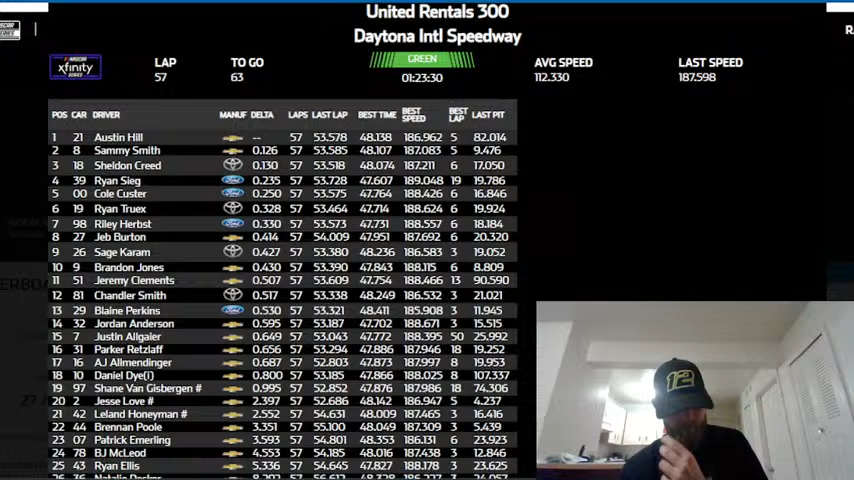 United Rentals 300
Daytona Intl Speedway
NASCAR xfinity SERIES
LAP TO GO GREEN AVG SPEED LAST SPEED
57 63 01:23:30 112.330 187.598
POS CAR DRIVER MANUF DELTA LAPS LAST LAP BEST TIME BEST SPEED BEST LAP LAST PIT
1 21 Austin Hill -- 57 53.578 48.138 186.962 5 82.014
2 8 Sammy Smith 0.126 57 53.585 48.107 187.083 5 9.476
3 18 Sheldon Creed 0.130 57 53.518 48.074 187.211 6 17.050
4 39 Ryan Sieg 0.235 57 53.728 47.607 189.048 19 19.786
5 00 Cole Custer 0.250 57 53.575 47.764 188.426 6 16.846
6 19 Ryan Truex 0.328 57 53.464 47.714 188.624 6 19.924
7 98 Riley Herbst 0.330 57 53.573 47.731 188.557 6 18.184
8 27 Jeb Burton 0.414 57 54.009 47.951 187.692 6 20.320
9 26 Sage Karam 0.427 57 53.380 48.236 186.583 3 19.052
10 9 Brandon Jones 0.430 57 53.390 47.843 188.115 6 8.809
11 51 Jeremy Clements 0.507 57 53.609 47.754 188.466 13 90.590
12 81 Chandler Smith 0.517 57 53.338 48.249 186.532 3 21.021
13 29 Blaine Perkins 0.530 57 53.321 48.411 185.908 3 11.945
14 32 Jordan Anderson 0.595 57 53.187 47.702 188.671 3 15.515
15 7 Justin Allgaier 0.649 57 53.043 47.772 188.395 50 25.992
16 31 Parker Retzlaff 0.656 57 53.294 47.886 187.946 18 19.252
17 16 AJ Allmendinger 0.687 57 52.803 47.873 187.997 8 19.953
18 10 Daniel Dye(i) 0.800 57 53.185 47.866 188.025 8 107.337
19 97 Shane Van Gisbergen # 0.995 57 52.852 47.876 187.986 18 74.306
20 2 Jesse Love # 2.397 57 52.686 48.142 186.947 5 4.237
21 42 Leland Honeyman # 2.552 57 54.631 48.009 187.465 3 16.416
22 44 Brennan Poole 3.351 57 55.100 48.049 187.309 3 5.439
23 07 Patrick Emerling 3.593 57 54.801 48.353 186.131 6 23.923
24 78 BJ McLeod 4.553 57 54.185 48.016 187.438 3 12.846
25 43 Ryan Ellis 5.336 57 54.645 47.827 188.178 3 23.625
12